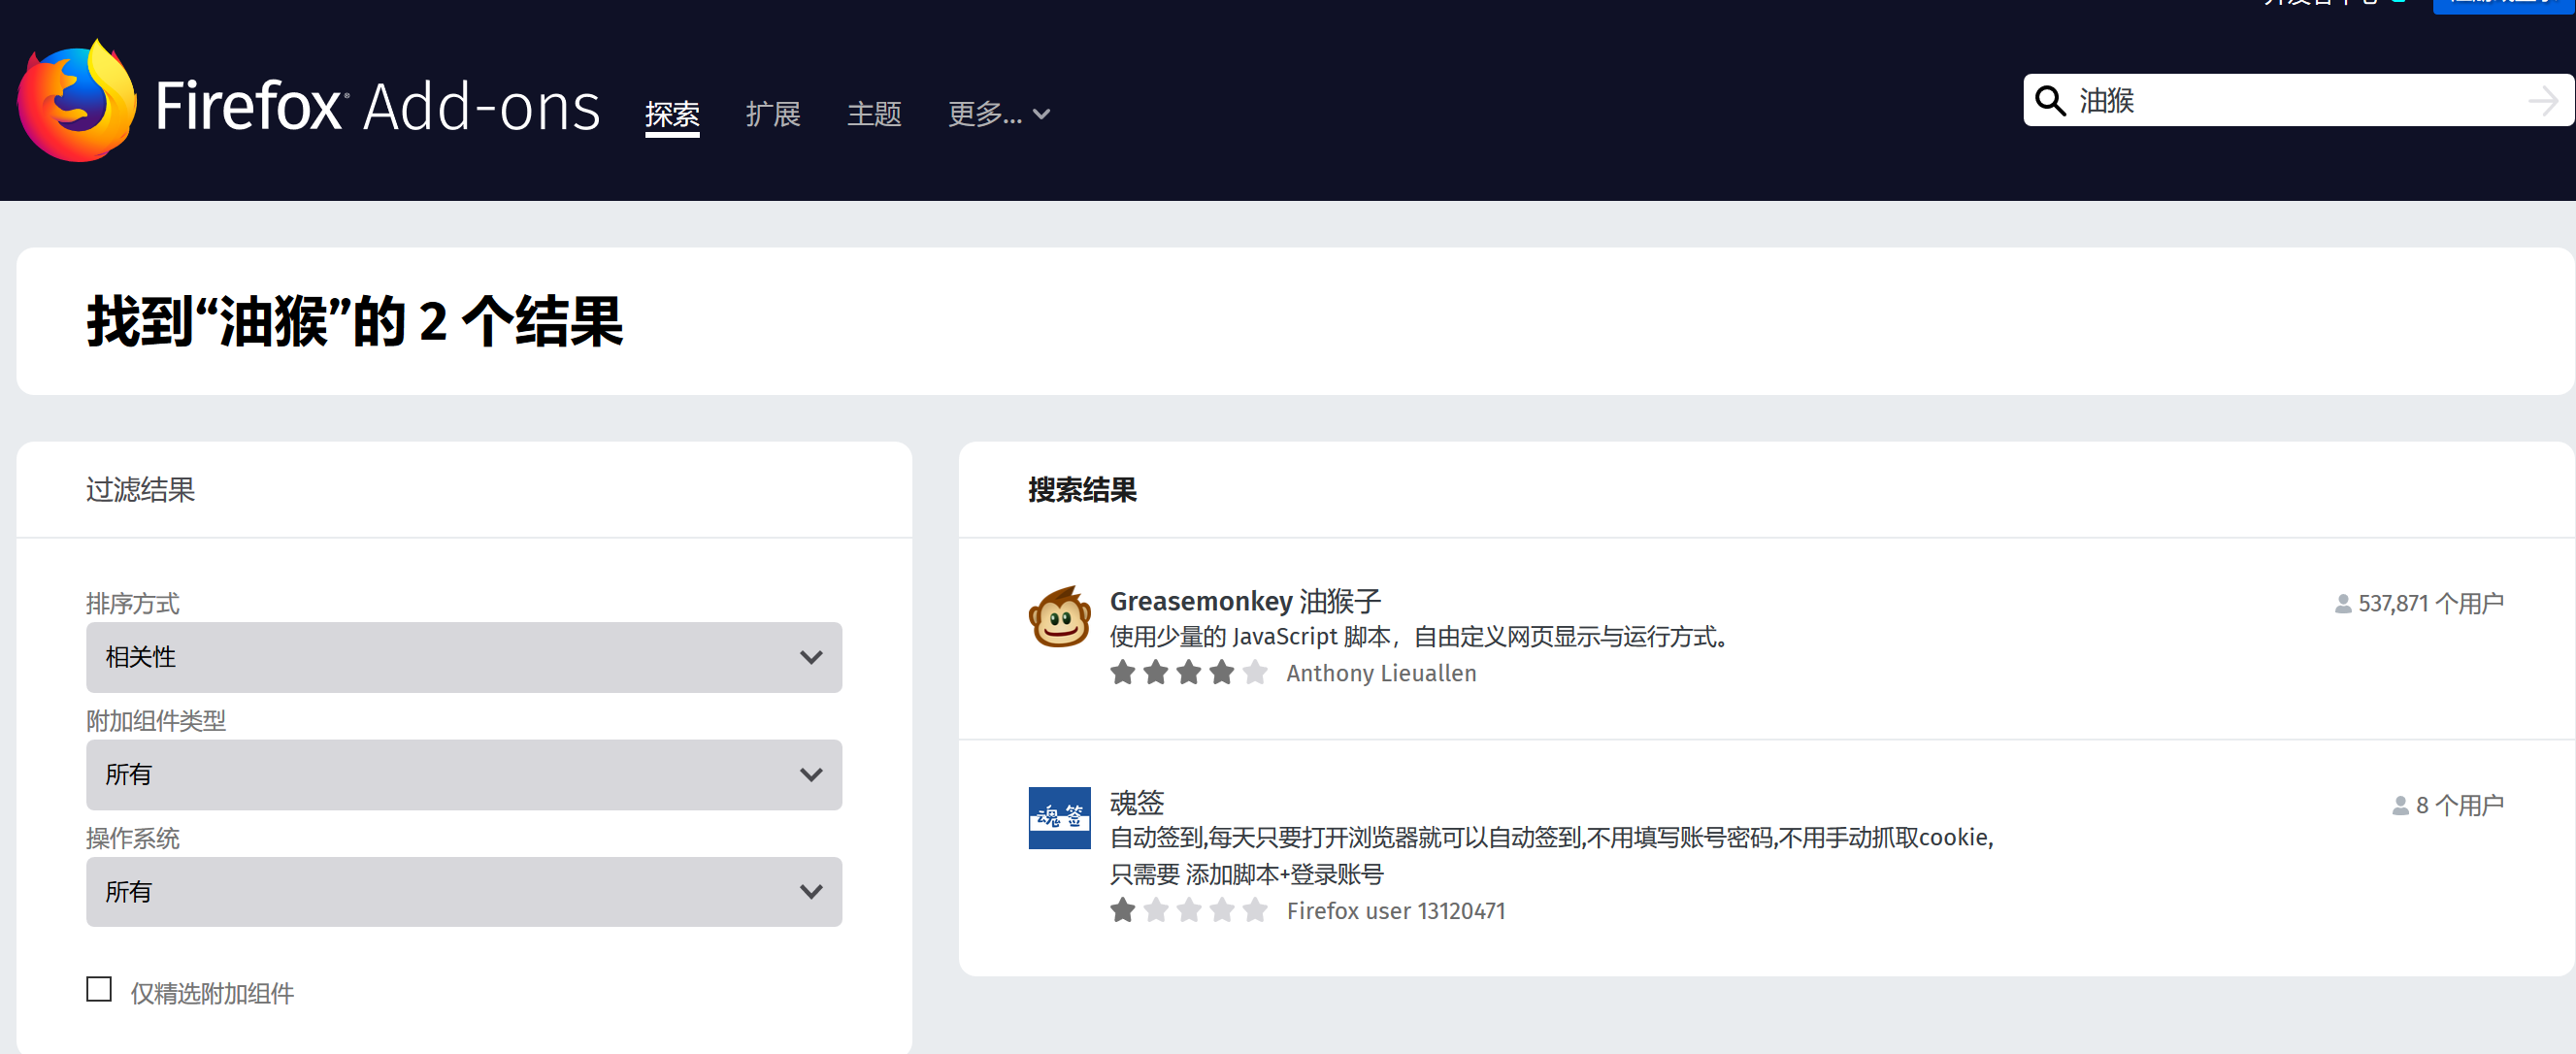 Firefox Add-ons
探索
扩展
主题
更多...
油猴
找到“油猴”的 2 个结果
过滤结果
排序方式
相关性
附加组件类型
所有
操作系统
所有
仅精选附加组件
搜索结果
Greasemonkey 油猴子
537,871 个用户
使用少量的 JavaScript 脚本，自由定义网页显示与运行方式。
Anthony Lieuallen
魂签
魂签
8 个用户
自动签到,每天只要打开浏览器就可以自动签到,不用填写账号密码,不用手动抓取cookie,
只需要 添加脚本+登录账号
Firefox user 13120471